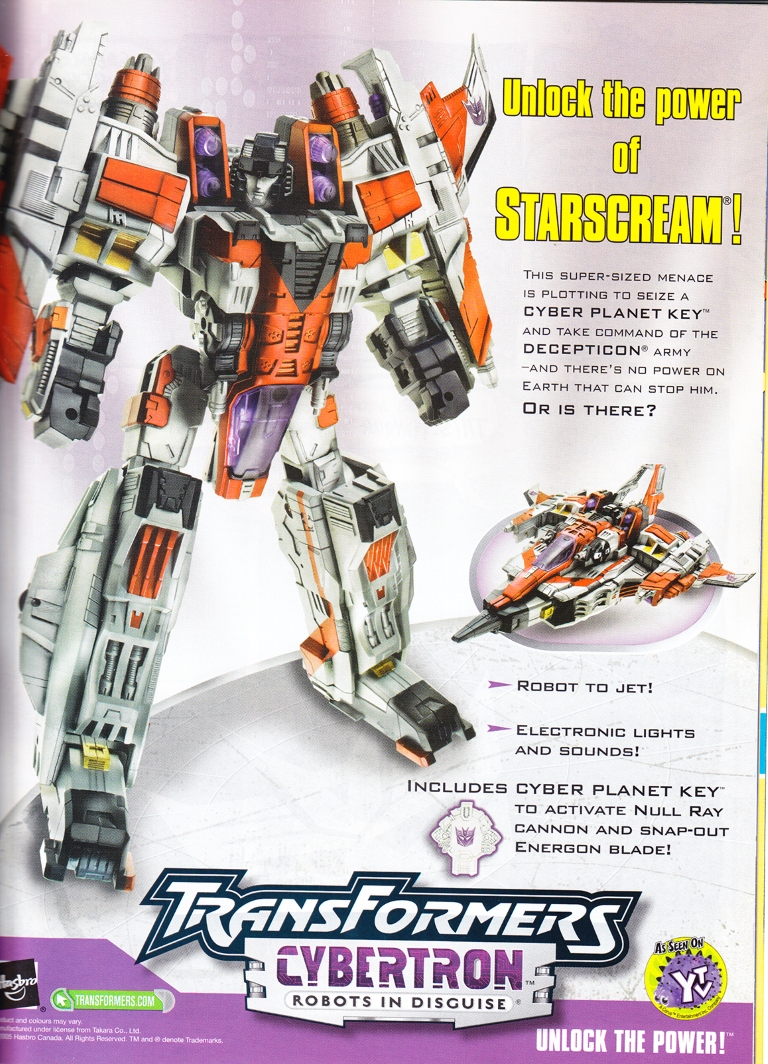 Unlock the power
of
STARSCREAM®!
THIS SUPER-SIZED MENACE
IS PLOTTING TO SEIZE A
CYBER PLANET KEY™
AND TAKE COMMAND OF THE
DECEPTICON® ARMY
–AND THERE'S NO POWER ON
EARTH THAT CAN STOP HIM.
OR IS THERE?
ROBOT TO JET!
ELECTRONIC LIGHTS
AND SOUNDS!
INCLUDES CYBER PLANET KEY™
TO ACTIVATE NULL RAY
CANNON AND SNAP-OUT
ENERGON BLADE!
TRANSFORMERS
CYBERTRON™
ROBOTS IN DISGUISE®
AS SEEN ON
YTV
Hasbro
TRANSFORMERS.COM
and colours may vary.
under license from Takara Co., Ltd.
Hasbro Canada. All Rights Reserved. TM and ® denote Trademarks.
UNLOCK THE POWER!™